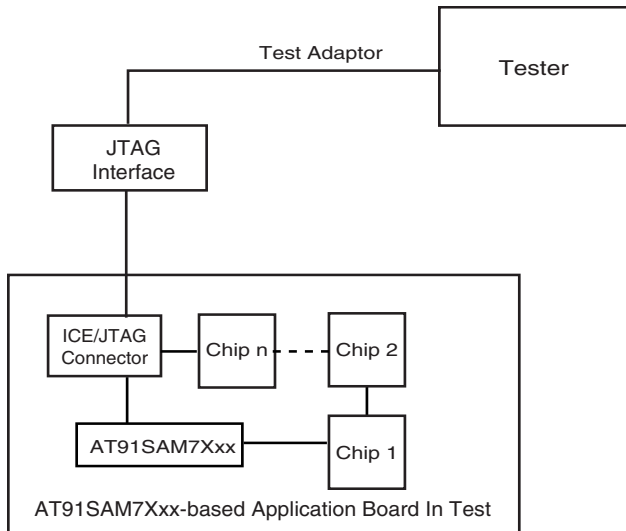 Test Adaptor
Tester
JTAG
Interface
ICE/JTAG
Connector
Chip n
Chip 2
AT91SAM7Xxx
Chip 1
AT91SAM7Xxx-based Application Board In Test